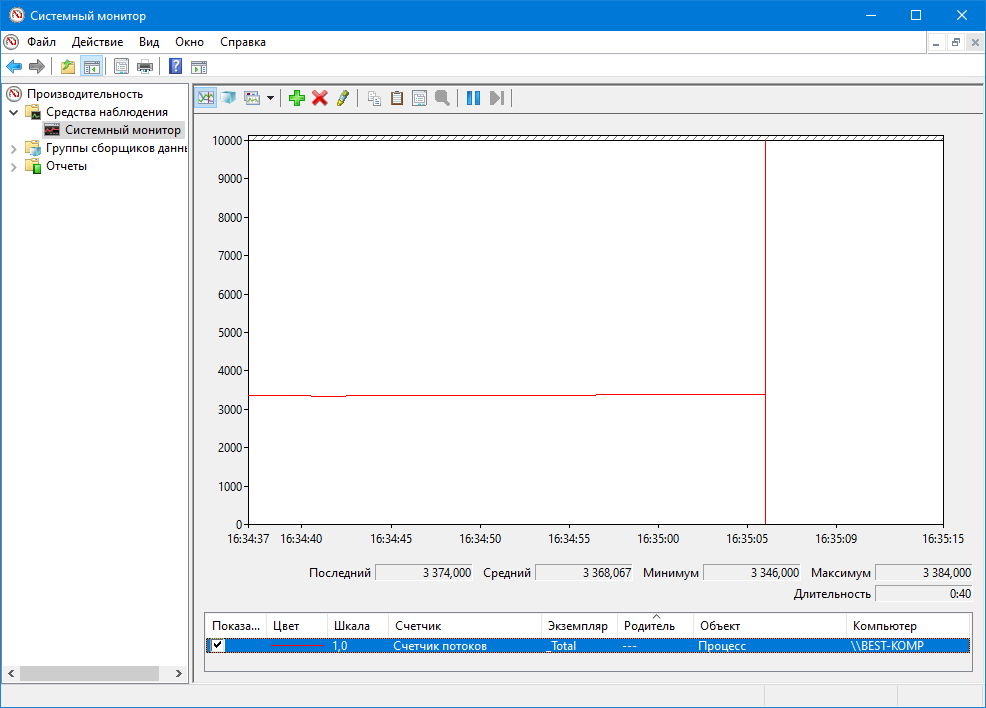 Системный монитор
Файл Действие Вид Окно Справка
Производительность
Средства наблюдения
Системный монитор
Группы сборщиков данн
Отчеты
10000
9000
8000
7000
6000
5000
4000
3000
2000
1000
0
16:34:37 16:34:40 16:34:45 16:34:50 16:34:55 16:35:00 16:35:05 16:35:09 16:35:15
Последний 3 374,000 Средний 3 368,067 Минимум 3 346,000 Максимум 3 384,000
Длительность 0:40
Показа... Цвет Шкала Счетчик Экземпляр Родитель Объект Компьютер
1,0 Счетчик потоков _Total --- Процесс \\BEST-KOMP